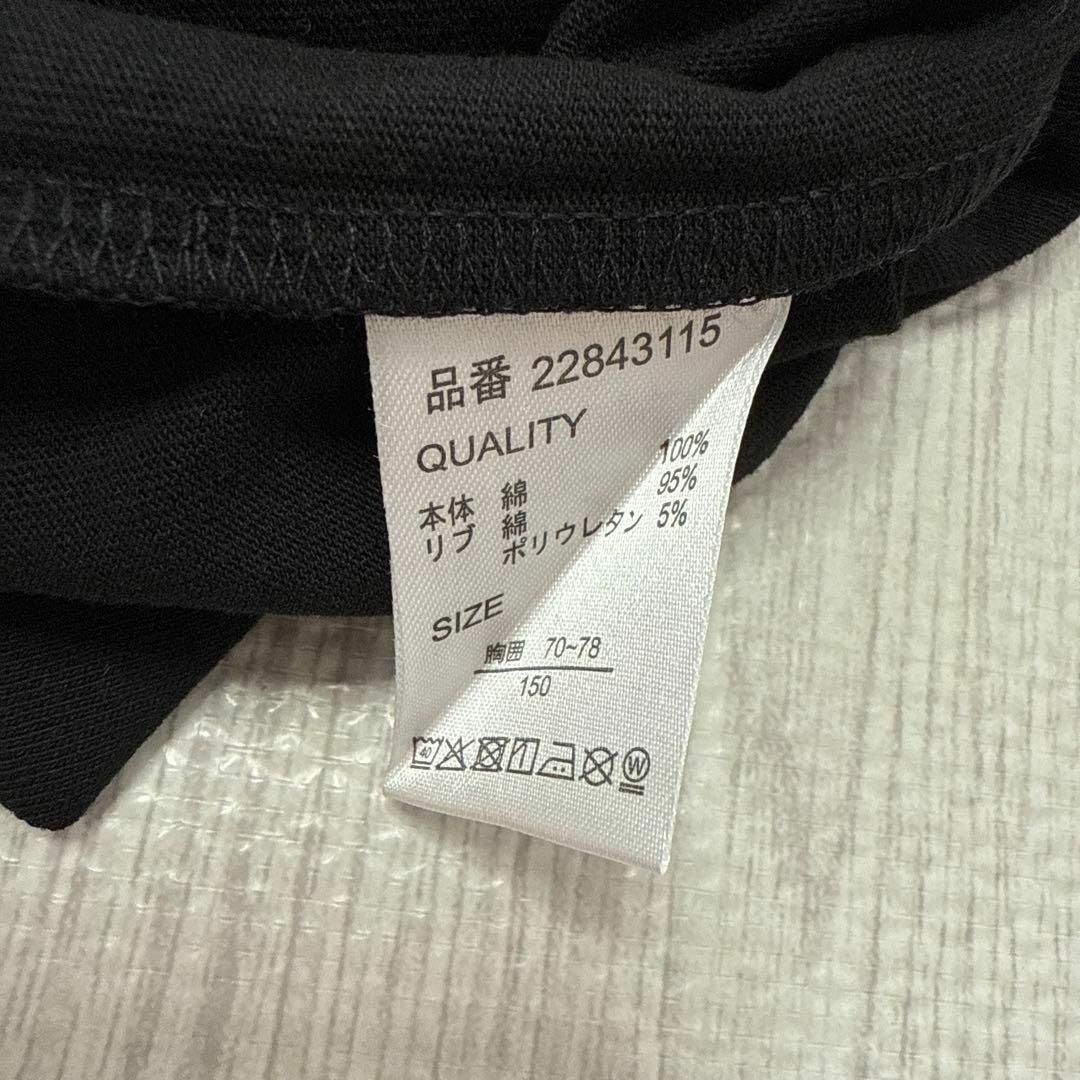 品番 22843115
QUALITY
本体 綿 100%
リブ 綿 95%
ポリウレタン 5%
SIZE
胸囲 70~78
150
40
W